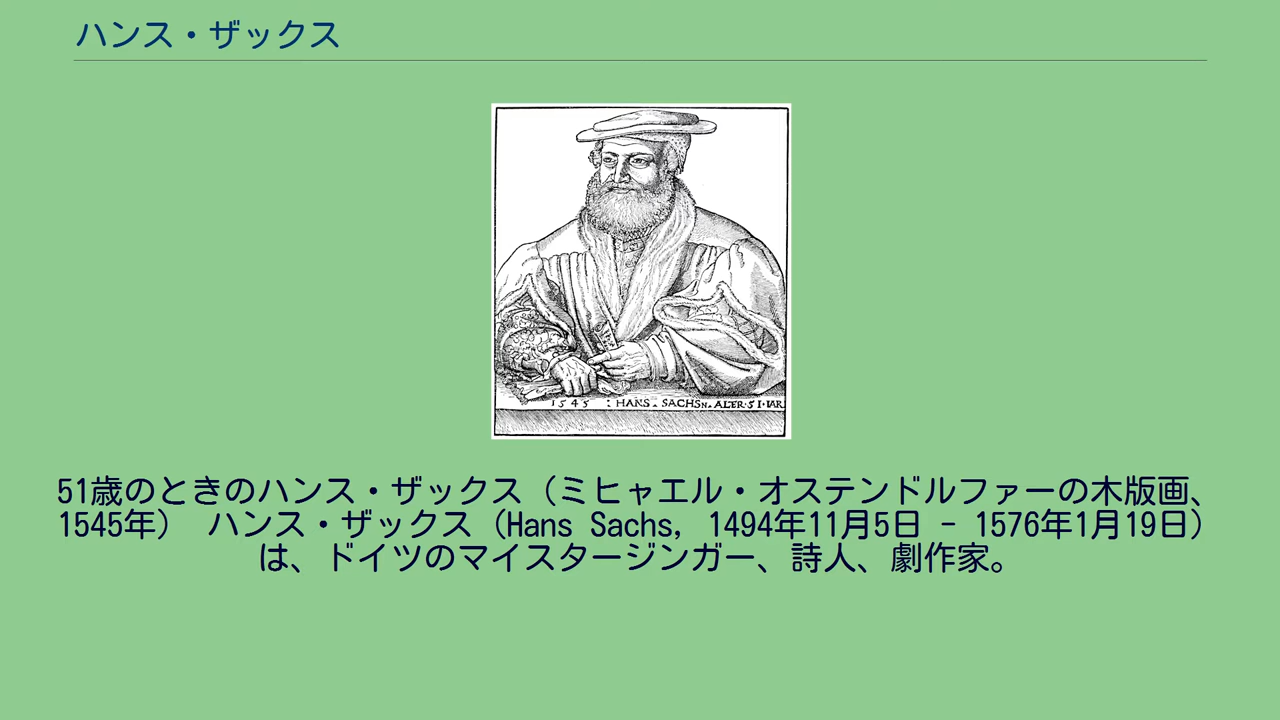 ハンス・ザックス
1545 : HANS. SACHSN. ALTER. 51. IAR
51歳のときのハンス・ザックス（ミヒャエル・オステンドルファーの木版画、
1545年） ハンス・ザックス（Hans Sachs, 1494年11月5日 - 1576年1月19日）
は、ドイツのマイスタージンガー、詩人、劇作家。